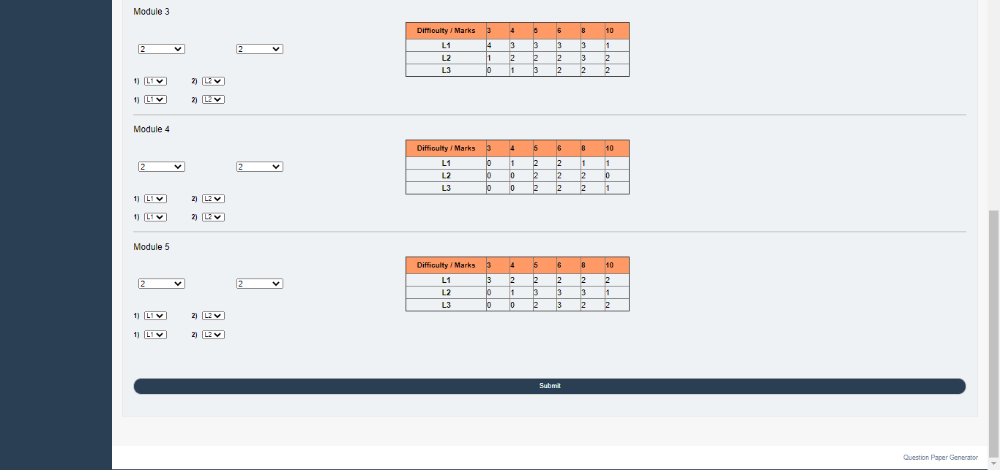 Module 3
Difficulty / Marks 3 4 5 6 8 10
L1 4 3 3 3 3 1
2 2
L2 1 2 2 2 3 2
L3 0 1 3 2 2 2
1) L1 2) L2
1) L1 2) L2
Module 4
Difficulty / Marks 3 4 5 6 8 10
L1 0 1 2 2 1 1
2 2
L2 0 0 2 2 2 0
L3 0 0 2 2 2 1
1) L1 2) L2
1) L1 2) L2
Module 5
Difficulty / Marks 3 4 5 6 8 10
L1 3 2 2 2 2 2
2 2
L2 0 1 3 3 3 1
L3 0 0 2 3 2 2
1) L1 2) L2
1) L1 2) L2
Submit
Question Paper Generator